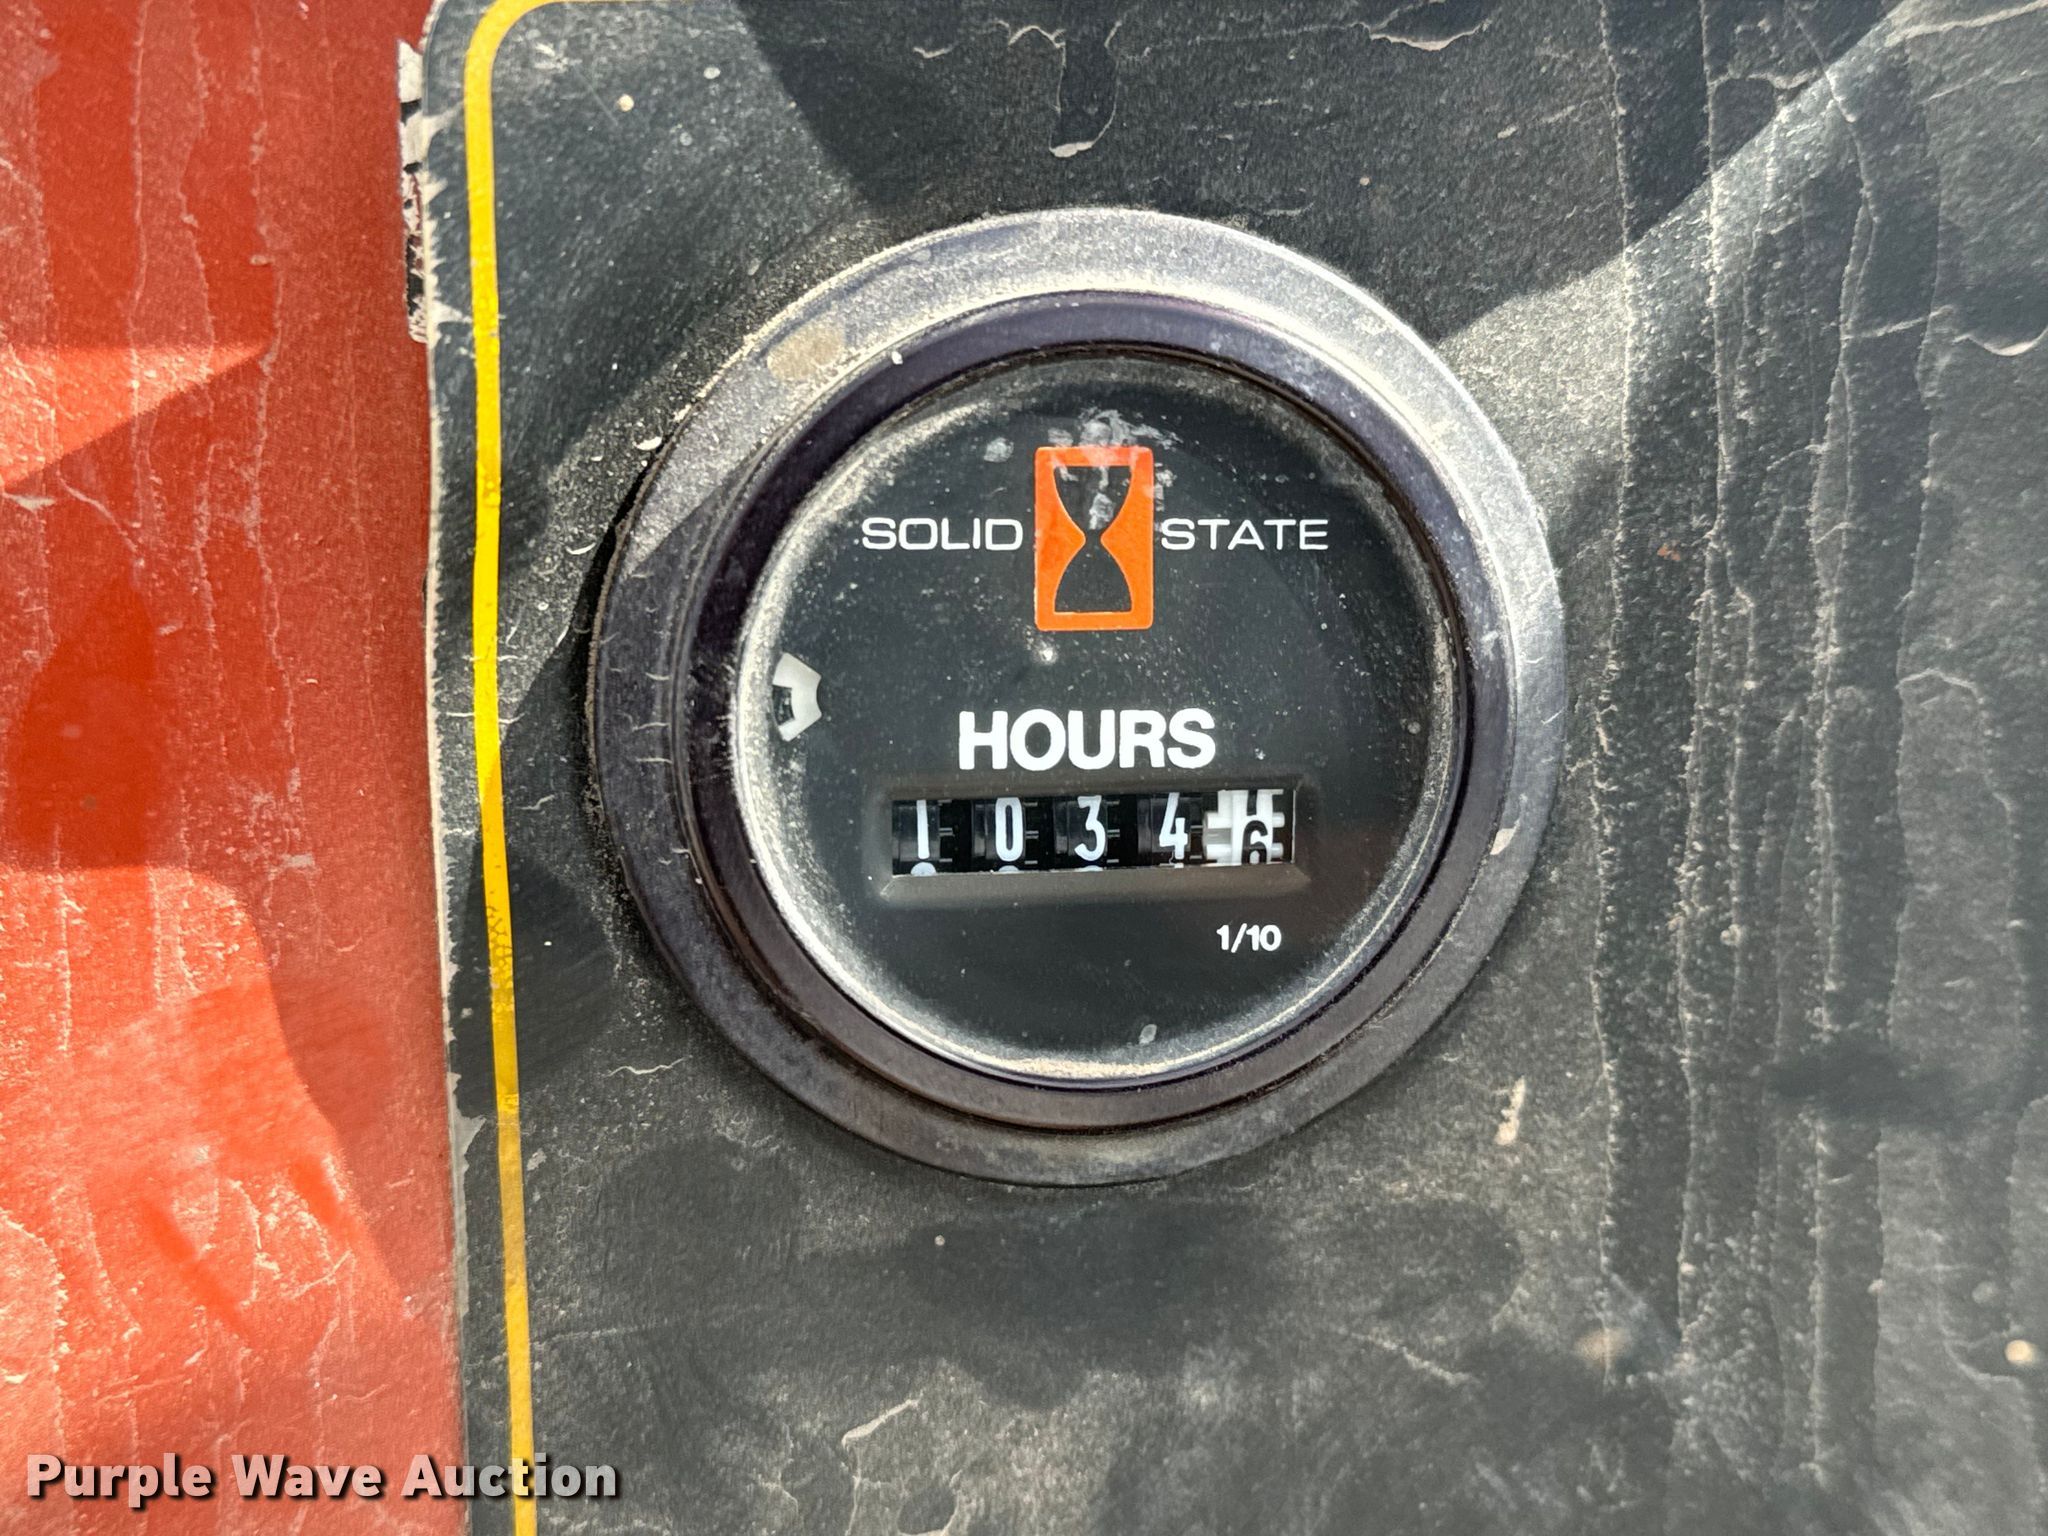 SOLID STATE
HOURS
1 0 3 4 6
1/10
Purple Wave Auction